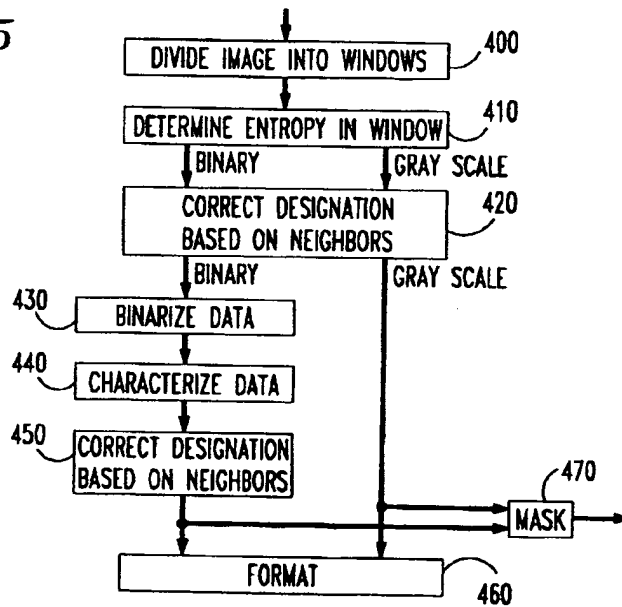 5
400
DIVIDE IMAGE INTO WINDOWS
410
DETERMINE ENTROPY IN WINDOW
BINARY GRAY SCALE
420
CORRECT DESIGNATION
BASED ON NEIGHBORS
BINARY GRAY SCALE
430
BINARIZE DATA
440
CHARACTERIZE DATA
450
CORRECT DESIGNATION
BASED ON NEIGHBORS
470
MASK
FORMAT
460